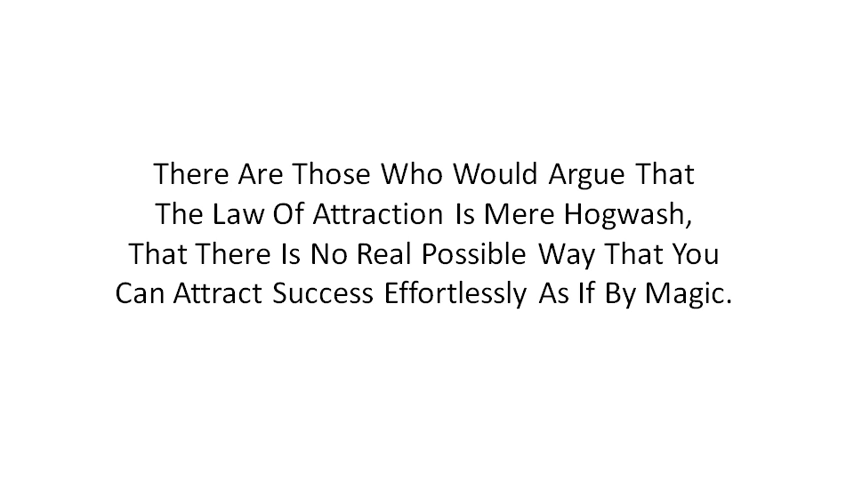 There Are Those Who Would Argue That
The Law Of Attraction Is Mere Hogwash,
That There Is No Real Possible Way That You
Can Attract Success Effortlessly As If By Magic.